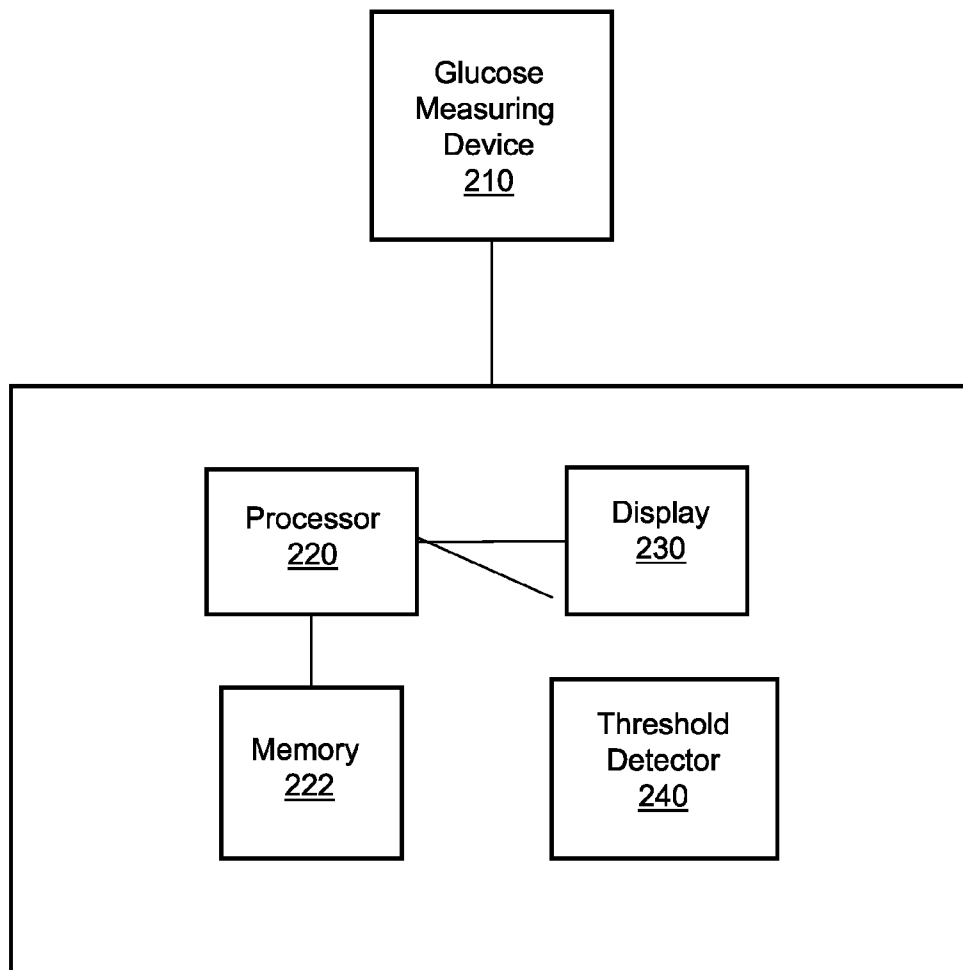 Glucose
Measuring
Device
210
Processor
220
Display
230
Memory
222
Threshold
Detector
240